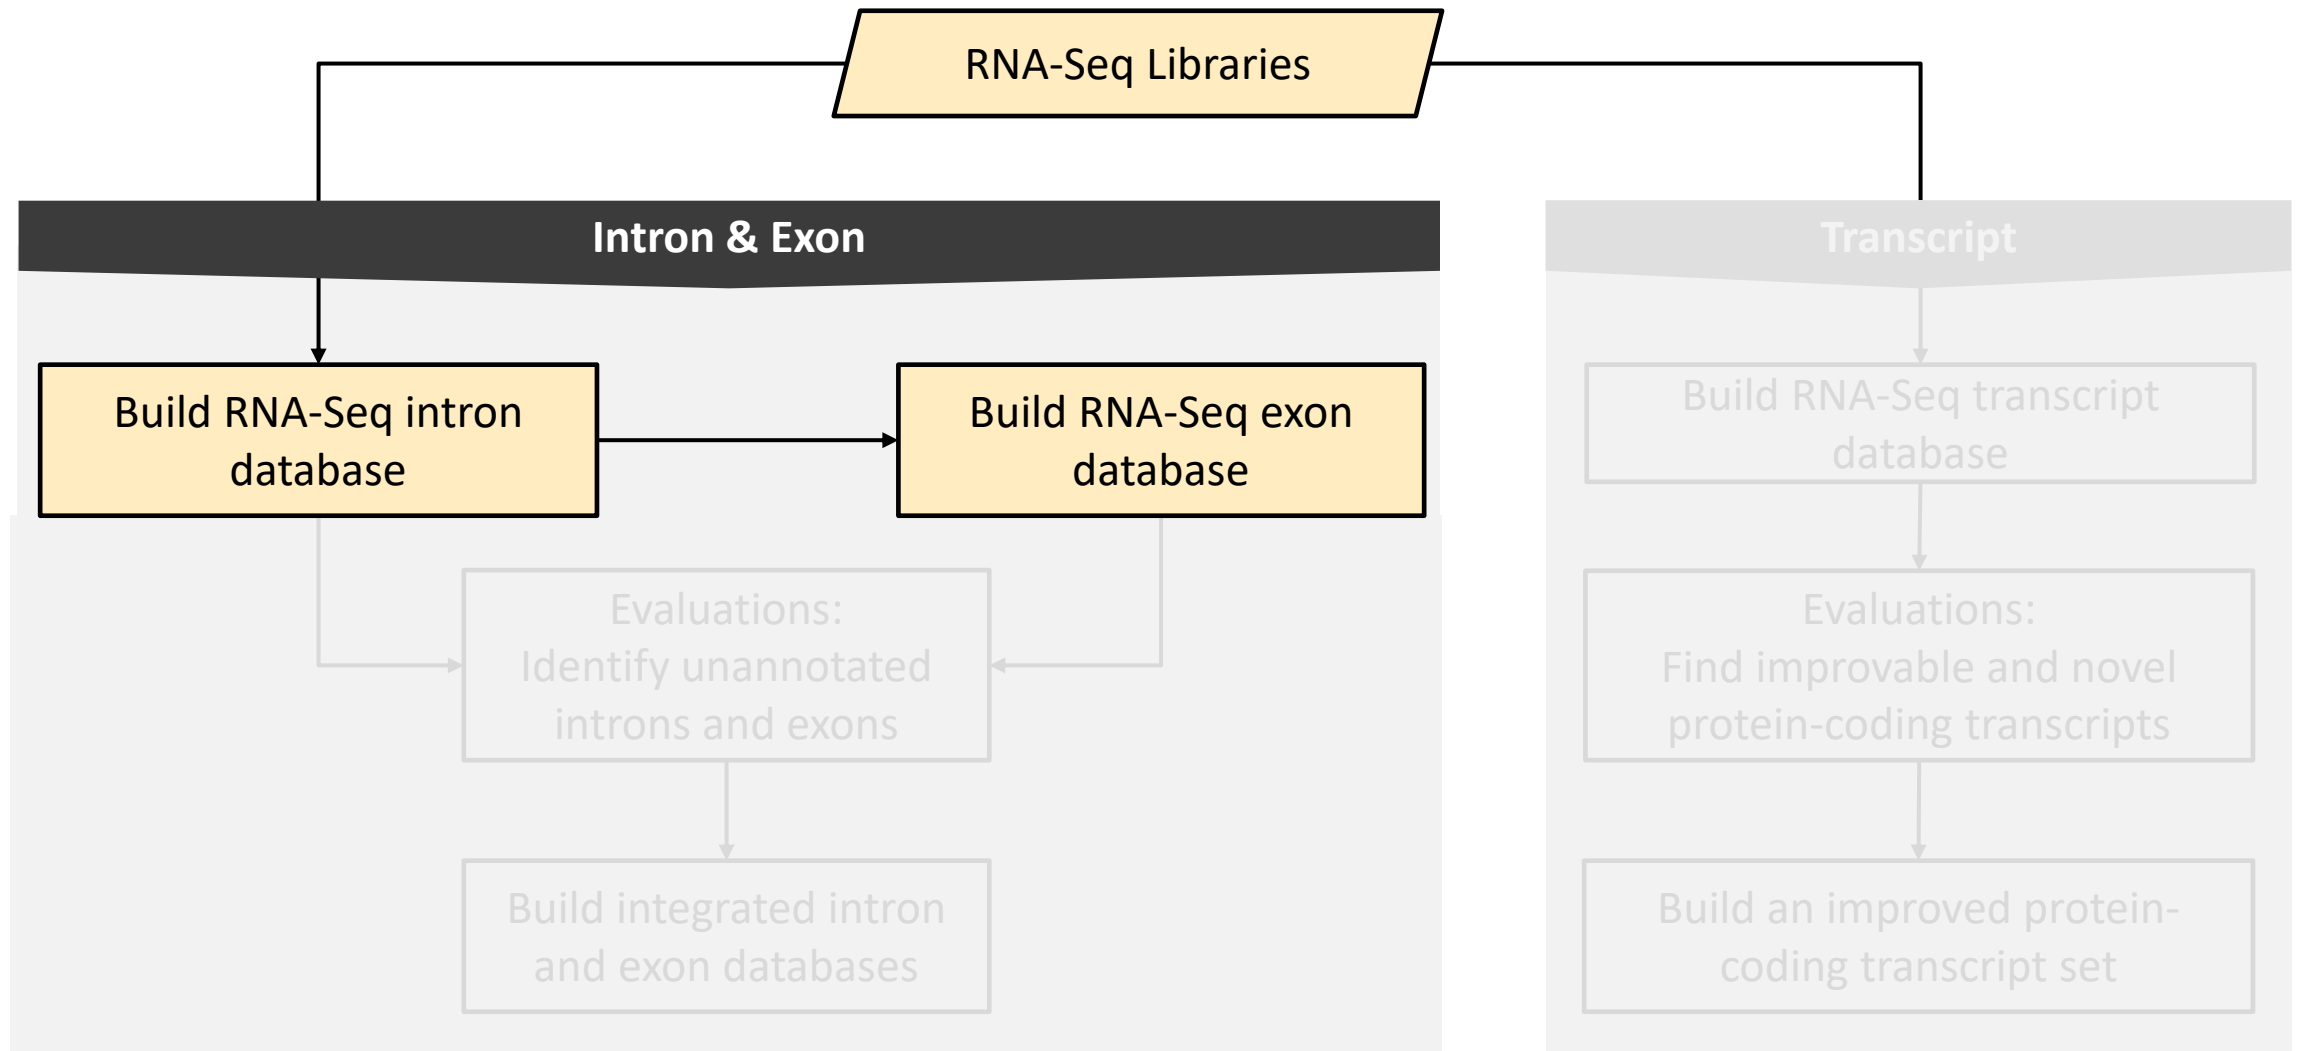 RNA-Seq Libraries
Intron & Exon
Build RNA-Seq intron
database
Build RNA-Seq exon
database
Evaluations:
Identify unannotated
introns and exons
Build integrated intron
and exon databases
Transcript
Build RNA-Seq transcript
database
Evaluations:
Find improvable and novel
protein-coding transcripts
Build an improved protein-
coding transcript set